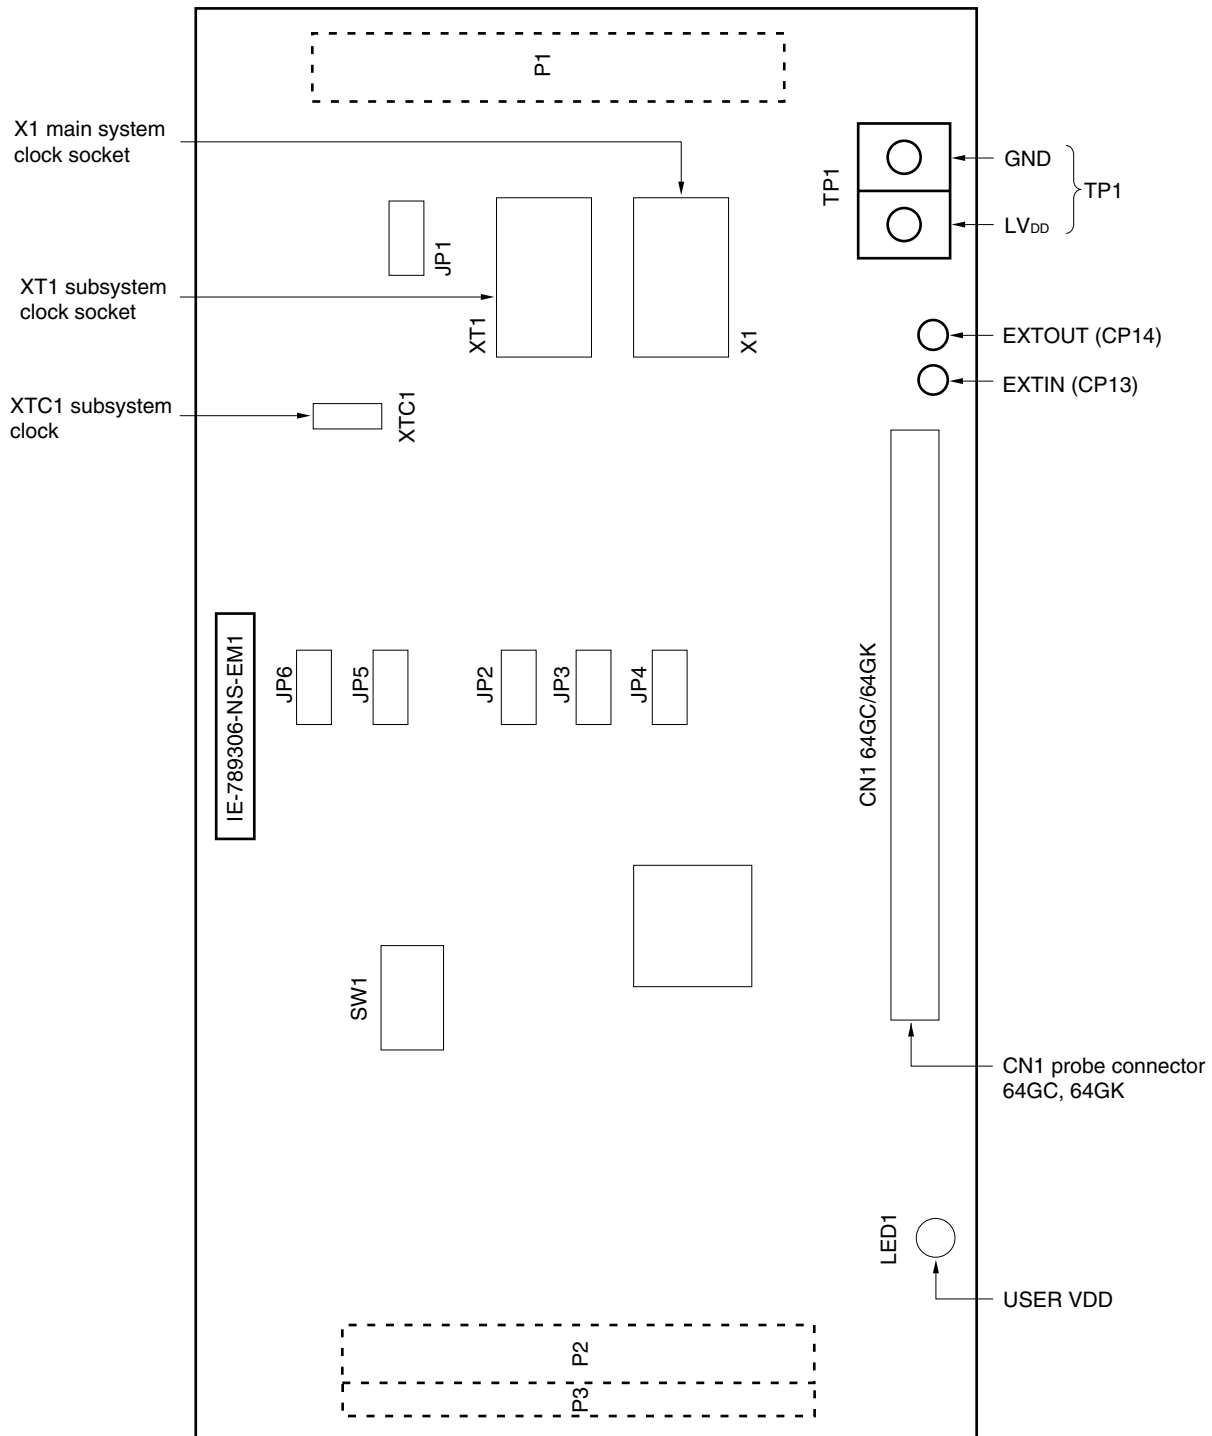 P1
X1 main system
clock socket
TP1
GND
LVDD
TP1
JP1
XT1 subsystem
clock socket
XT1
X1
EXTOUT (CP14)
EXTIN (CP13)
XTC1 subsystem
clock
XTC1
IE-789306-NS-EM1
JP6
JP5
JP2
JP3
JP4
CN1 64GC/64GK
SW1
CN1 probe connector
64GC, 64GK
LED1
USER VDD
P2
P3